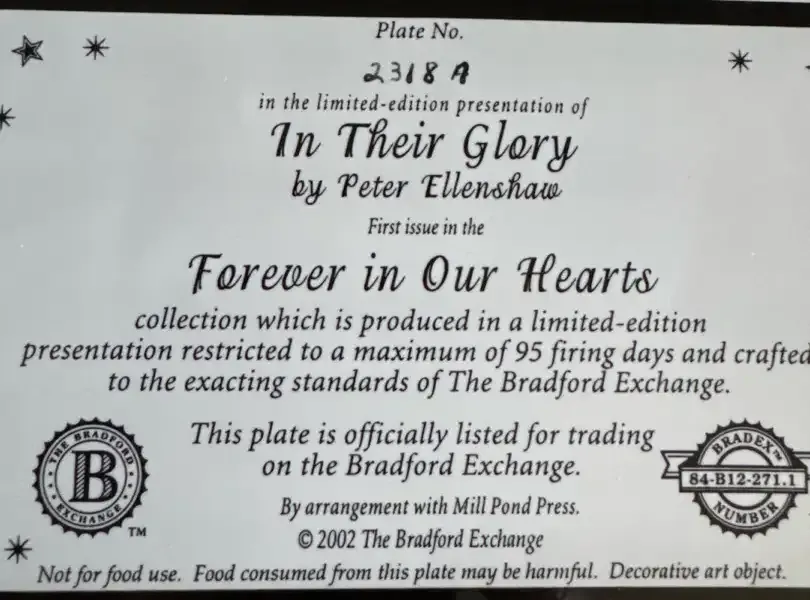 Plate No.
2318 A
in the limited-edition presentation of
In Their Glory
by Peter Ellenshaw
First issue in the
Forever in Our Hearts
collection which is produced in a limited-edition
presentation restricted to a maximum of 95 firing days and crafted
to the exacting standards of The Bradford Exchange.
This plate is officially listed for trading
on the Bradford Exchange.
By arrangement with Mill Pond Press.
© 2002 The Bradford Exchange
THE BRADFORD
B
EXCHANGE
TM
BRADEX™
84-B12-271.1
NUMBER
Not for food use. Food consumed from this plate may be harmful. Decorative art object.